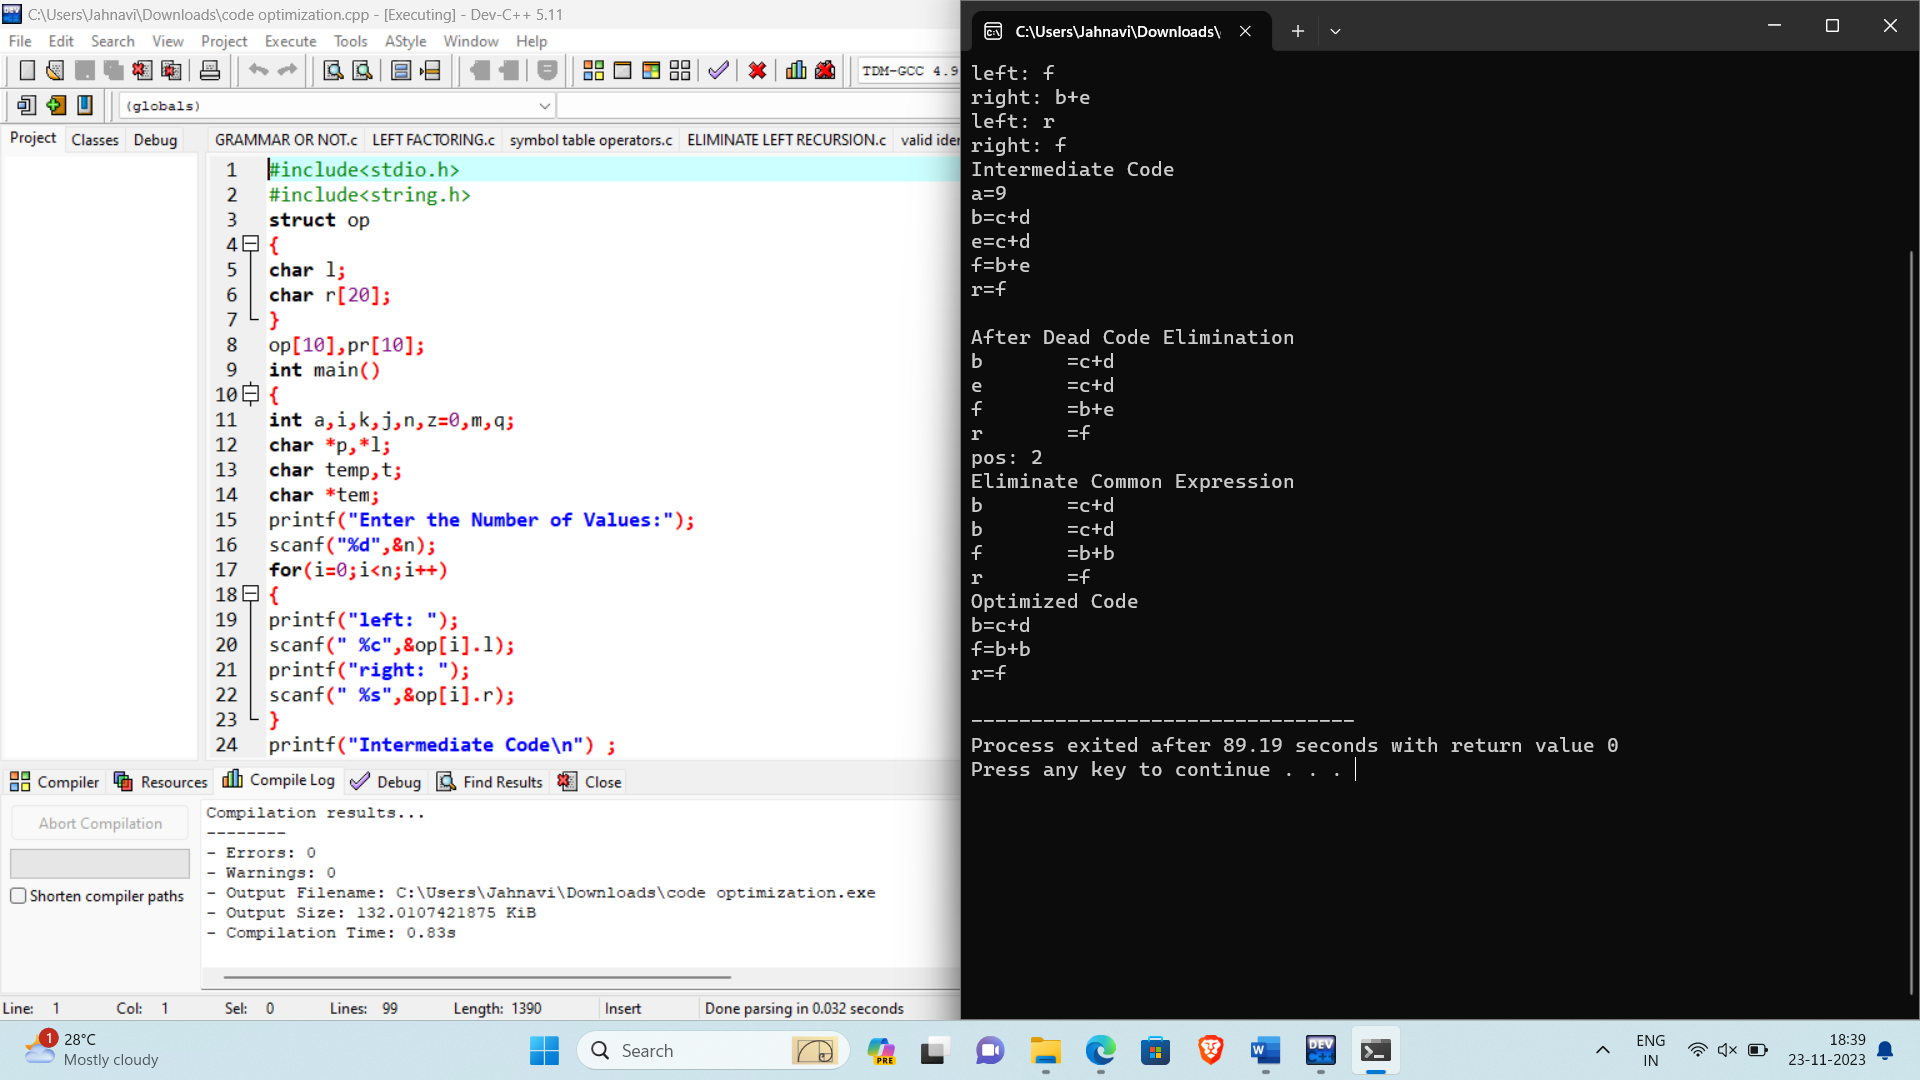 C:\Users\Jahnavi\Downloads\code optimization.cpp - [Executing] - Dev-C++ 5.11
File Edit Search View Project Execute Tools AStyle Window Help
TDM-GCC 4.9
(globals)
Project Classes Debug
GRAMMAR OR NOT.c LEFT FACTORING.c symbol table operators.c ELIMINATE LEFT RECURSION.c valid iden
1 #include<stdio.h>
2 #include<string.h>
3 struct op
4 {
5 char l;
6 char r[20];
7 }
8 op[10],pr[10];
9 int main()
10 {
11 int a,i,k,j,n,z=0,m,q;
12 char *p,*l;
13 char temp,t;
14 char *tem;
15 printf("Enter the Number of Values:");
16 scanf("%d",&n);
17 for(i=0;i<n;i++)
18 {
19 printf("left: ");
20 scanf(" %c",&op[i].l);
21 printf("right: ");
22 scanf(" %s",&op[i].r);
23 }
24 printf("Intermediate Code\n") ;
Compiler Resources Compile Log Debug Find Results Close
Abort Compilation
Shorten compiler paths
Compilation results...
--------
- Errors: 0
- Warnings: 0
- Output Filename: C:\Users\Jahnavi\Downloads\code optimization.exe
- Output Size: 132.0107421875 KiB
- Compilation Time: 0.83s
Line: 1 Col: 1 Sel: 0 Lines: 99 Length: 1390 Insert Done parsing in 0.032 seconds
C:\Users\Jahnavi\Downloads\
left: f
right: b+e
left: r
right: f
Intermediate Code
a=9
b=c+d
e=c+d
f=b+e
r=f
After Dead Code Elimination
b =c+d
e =c+d
f =b+e
r =f
pos: 2
Eliminate Common Expression
b =c+d
b =c+d
f =b+b
r =f
Optimized Code
b=c+d
f=b+b
r=f
--------------------------------
Process exited after 89.19 seconds with return value 0
Press any key to continue . . .
1
28°C
Mostly cloudy
Search
PRE
W
DEV
C++
ENG
IN
18:39
23-11-2023